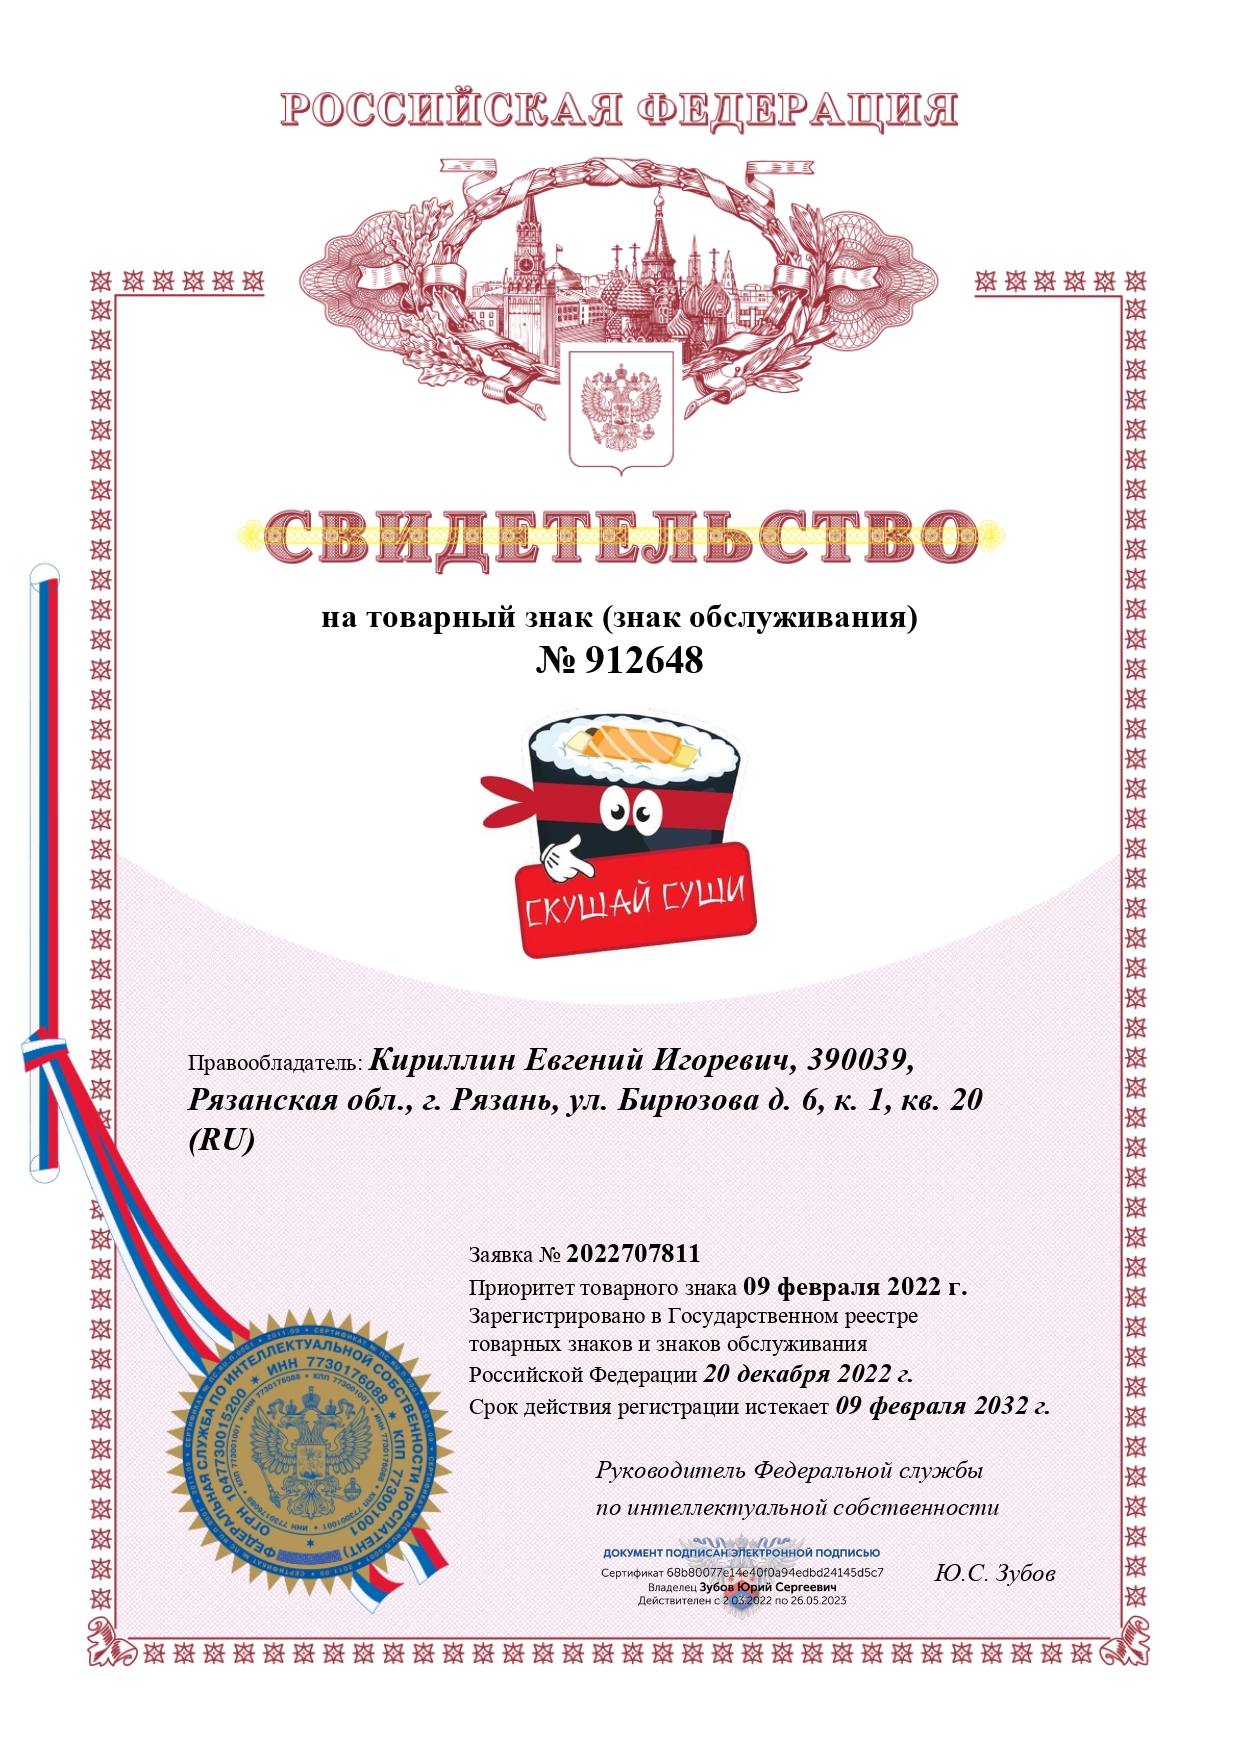 РОССИЙСКАЯ ФЕДЕРАЦИЯ
СВИДЕТЕЛЬСТВО
на товарный знак (знак обслуживания)
№ 912648
СКУШАЙ СУШИ
Правообладатель: Кириллин Евгений Игоревич, 390039,
Рязанская обл., г. Рязань, ул. Бирюзова д. 6, к. 1, кв. 20
(RU)
Заявка № 2022707811
Приоритет товарного знака 09 февраля 2022 г.
Зарегистрировано в Государственном реестре
товарных знаков и знаков обслуживания
Российской Федерации 20 декабря 2022 г.
Срок действия регистрации истекает 09 февраля 2032 г.
Руководитель Федеральной службы
по интеллектуальной собственности
ДОКУМЕНТ ПОДПИСАН ЭЛЕКТРОННОЙ ПОДПИСЬЮ
Сертификат 68b80077e14e40f0a94edbd24145d5c7
Владелец Зубов Юрий Сергеевич
Действителен с 2.03.2022 по 26.05.2023
Ю.С. Зубов
ФЕДЕРАЛЬНАЯ СЛУЖБА ПО ИНТЕЛЛЕКТУАЛЬНОЙ СОБСТВЕННОСТИ (РОСПАТЕНТ)
ОГРН 1047730015200 * ИНН 7730176088 * КПП 773001001 *